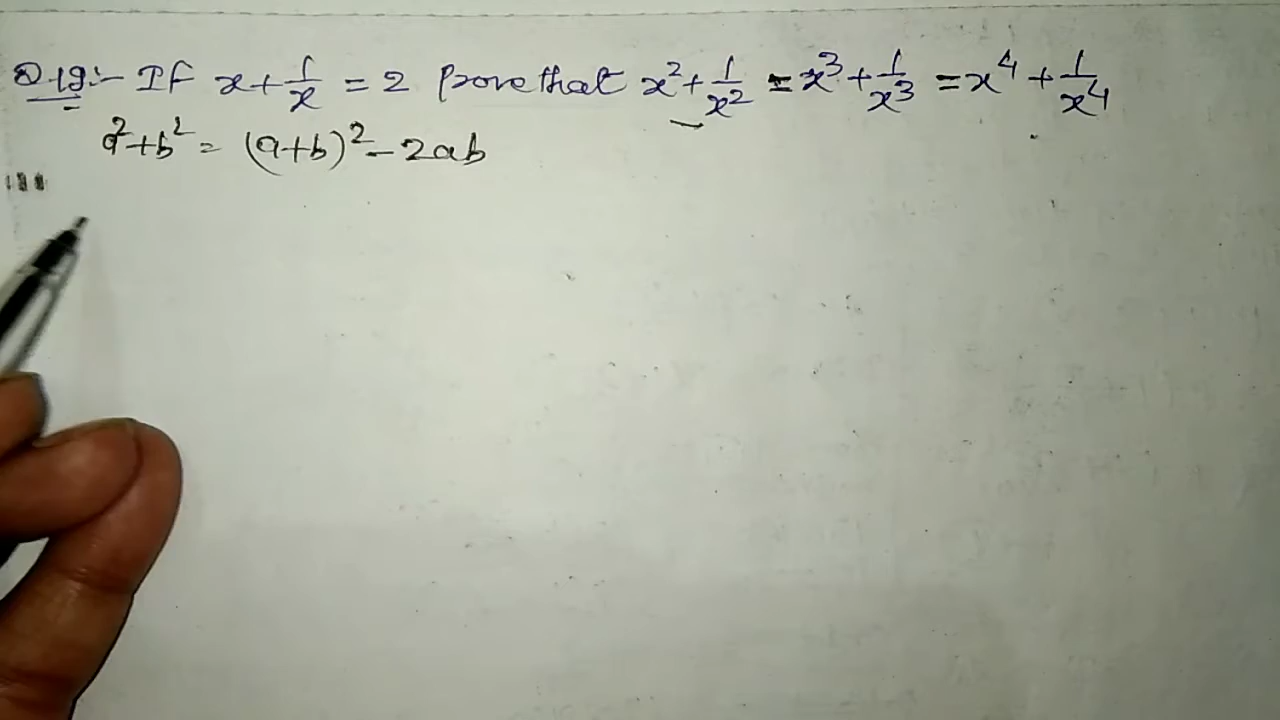 Q.19:- If x + 1/x = 2 prove that x² + 1/x² = x³ + 1/x³ = x⁴ + 1/x⁴
a² + b² = (a+b)² - 2ab